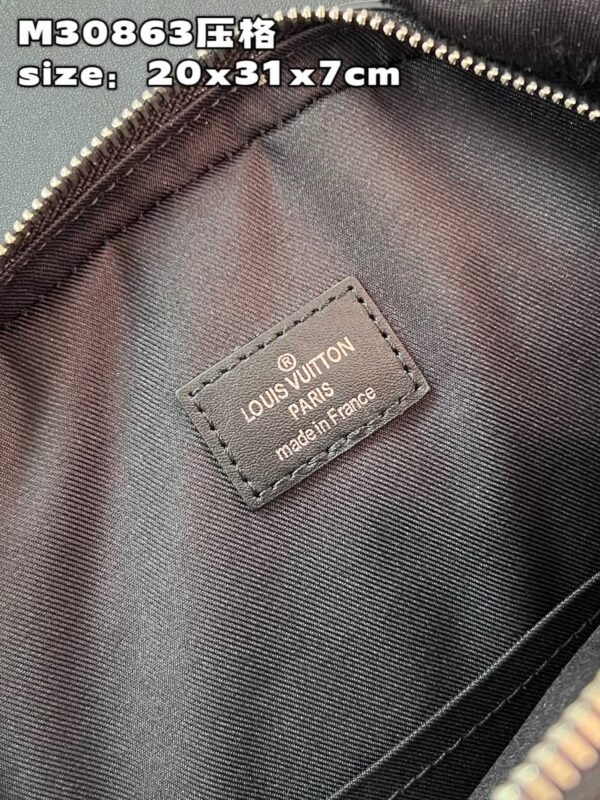 M30863压格
size：20x31x7cm
®
LOUIS VUITTON
PARIS
made in France